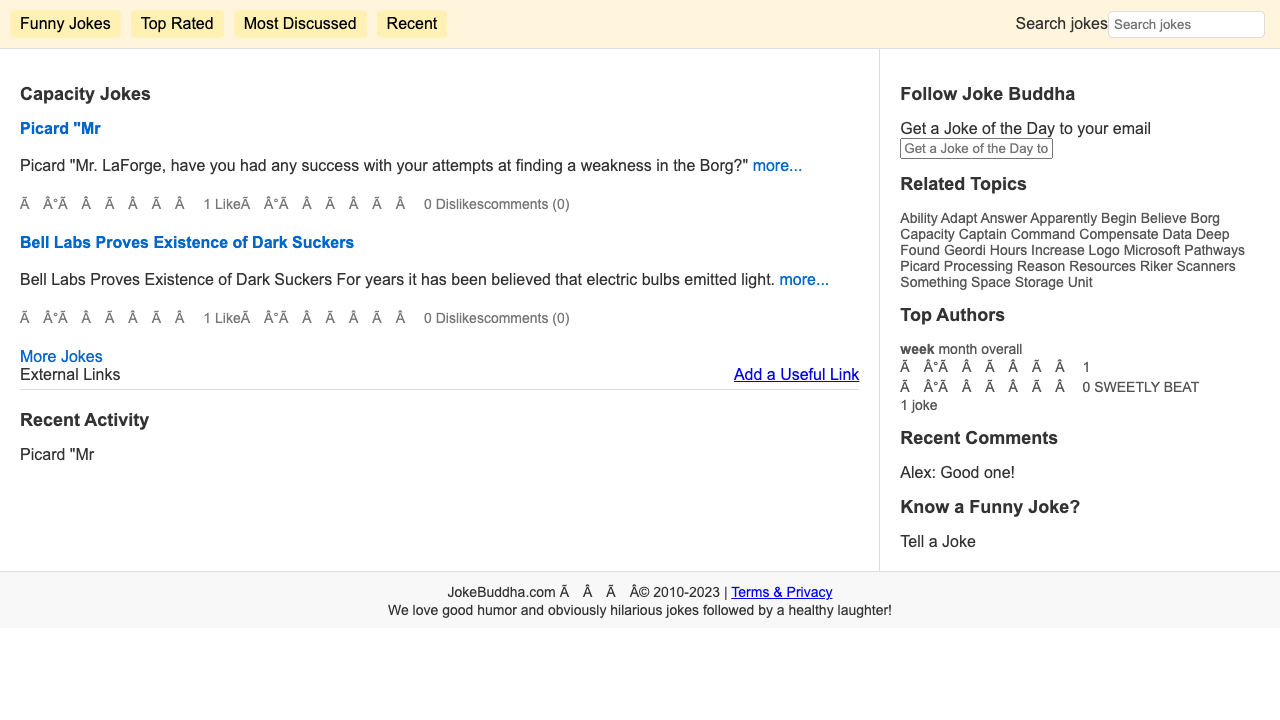 Funny Jokes Top Rated Most Discussed Recent Search jokes Search jokes
Capacity Jokes
Picard "Mr
Picard "Mr. LaForge, have you had any success with your attempts at finding a weakness in the Borg?" more...
Ã Â°Ã Â Ã Â Ã Â 1 LikeÃ Â°Ã Â Ã Â Ã Â 0 Dislikescomments (0)
Bell Labs Proves Existence of Dark Suckers
Bell Labs Proves Existence of Dark Suckers For years it has been believed that electric bulbs emitted light. more...
Ã Â°Ã Â Ã Â Ã Â 1 LikeÃ Â°Ã Â Ã Â Ã Â 0 Dislikescomments (0)
More Jokes
External Links Add a Useful Link
Recent Activity
Picard "Mr
Follow Joke Buddha
Get a Joke of the Day to your email
Get a Joke of the Day to
Related Topics
Ability Adapt Answer Apparently Begin Believe Borg
Capacity Captain Command Compensate Data Deep
Found Geordi Hours Increase Logo Microsoft Pathways
Picard Processing Reason Resources Riker Scanners
Something Space Storage Unit
Top Authors
week month overall
Ã Â°Ã Â Ã Â Ã Â 1
Ã Â°Ã Â Ã Â Ã Â 0 SWEETLY BEAT
1 joke
Recent Comments
Alex: Good one!
Know a Funny Joke?
Tell a Joke
JokeBuddha.com Ã Â Ã Â© 2010-2023 | Terms & Privacy
We love good humor and obviously hilarious jokes followed by a healthy laughter!